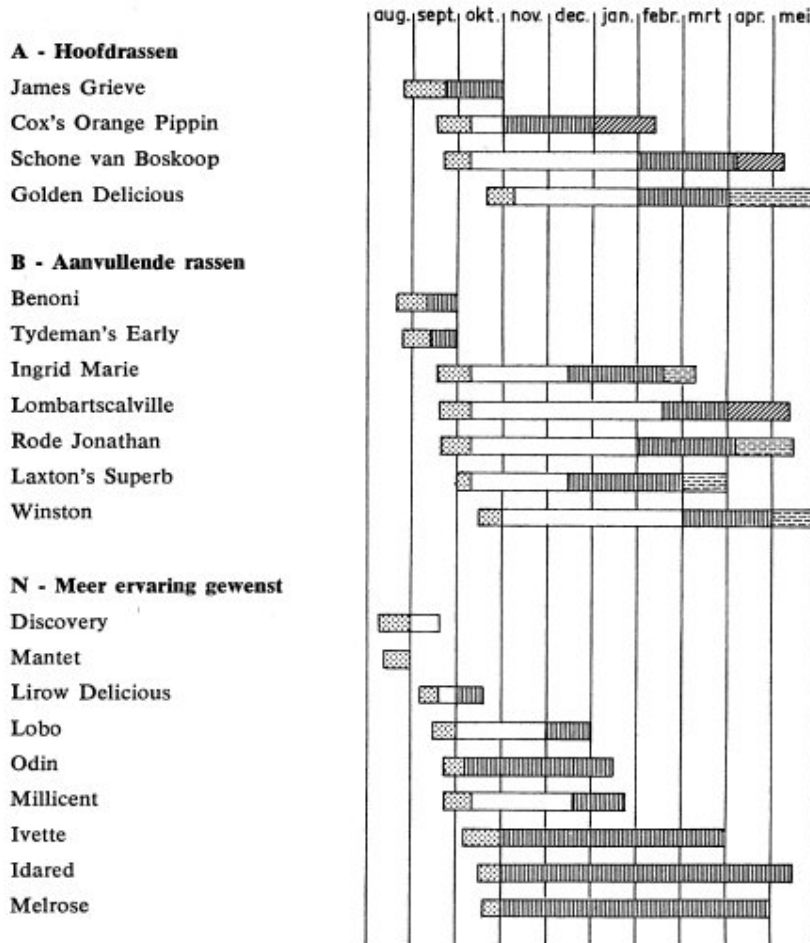 aug. sept. okt. nov. dec. jan. febr. mrt apr. mei
A - Hoofdrassen
James Grieve
Cox's Orange Pippin
Schone van Boskoop
Golden Delicious
B - Aanvullende rassen
Benoni
Tydeman's Early
Ingrid Marie
Lombartscalville
Rode Jonathan
Laxton's Superb
Winston
N - Meer ervaring gewenst
Discovery
Mantet
Lirow Delicious
Lobo
Odin
Millicent
Ivette
Idared
Melrose